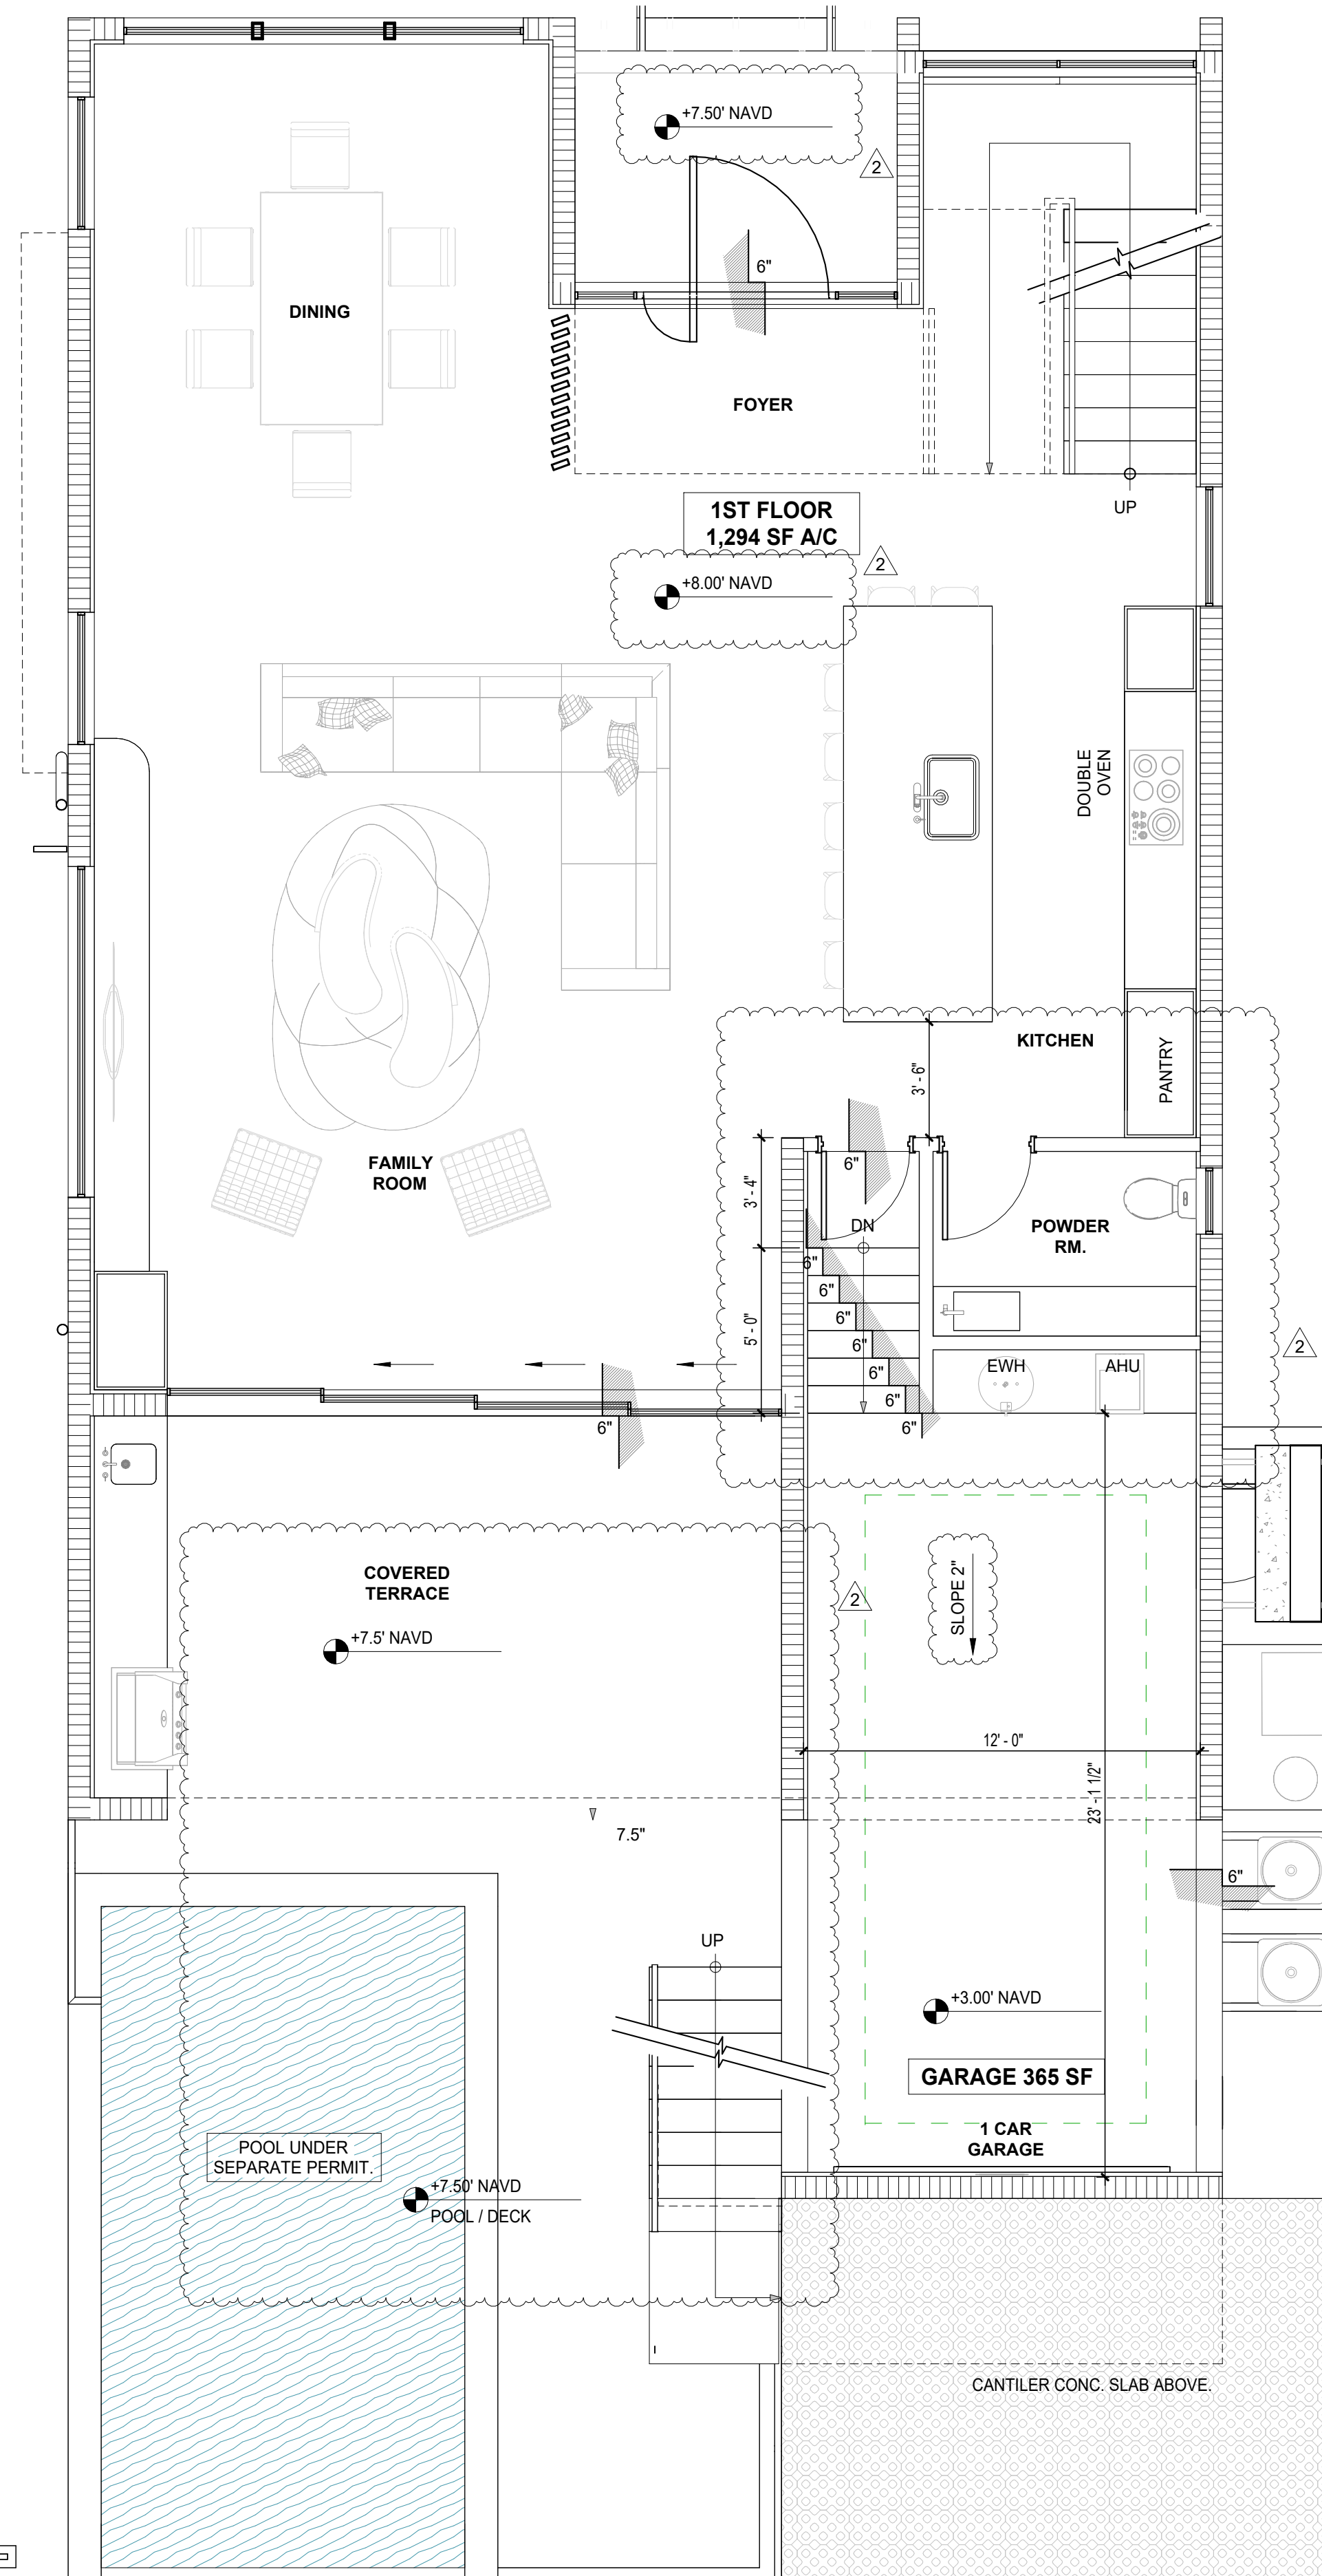 +7.50' NAVD
2
6"
DINING
FOYER
UP
1ST FLOOR
1,294 SF A/C
2
+8.00' NAVD
DOUBLE
OVEN
KITCHEN
PANTRY
3' - 6"
FAMILY
ROOM
3' - 4"
6"
DN
POWDER
RM.
6"
6"
6"
6"
6"
6"
6"
5' - 0"
EWH
AHU
2
6"
COVERED
TERRACE
2
SLOPE 2"
+7.5' NAVD
12' - 0"
23' - 1 1/2"
7.5"
6"
UP
+3.00' NAVD
GARAGE 365 SF
1 CAR
GARAGE
POOL UNDER
SEPARATE PERMIT.
+7.50' NAVD
POOL / DECK
CANTILER CONC. SLAB ABOVE.